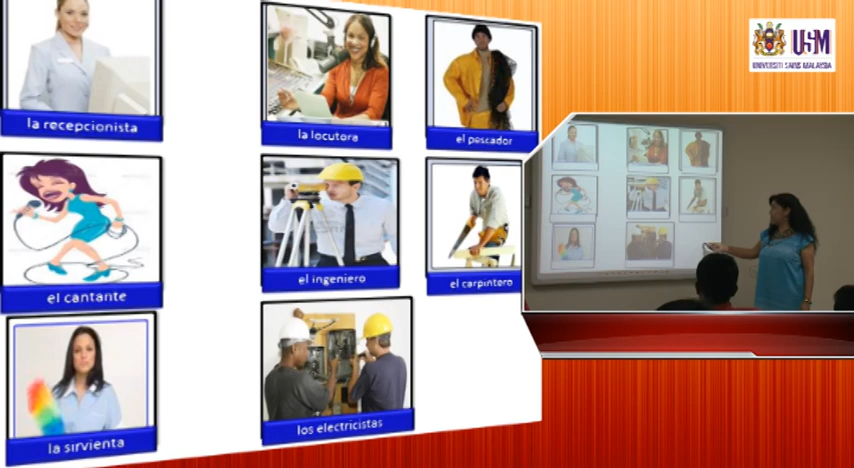 USM
UNIVERSITI SAINS MALAYSIA
la recepcionista
la locutora
el pescador
el cantante
el ingeniero
el carpintero
la sirvienta
los electricistas